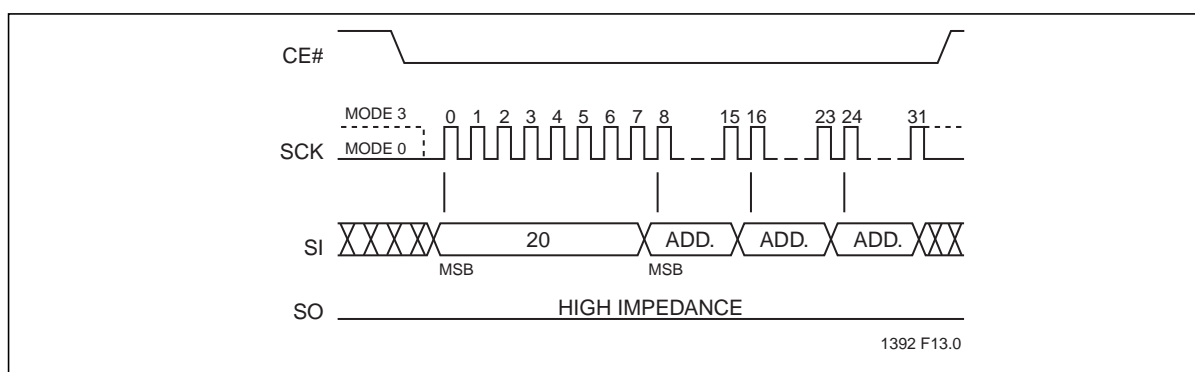 CE#
MODE 3
0 1 2 3 4 5 6 7 8 15 16 23 24 31
SCK MODE 0
SI 20 ADD. ADD. ADD.
MSB MSB
SO HIGH IMPEDANCE
1392 F13.0